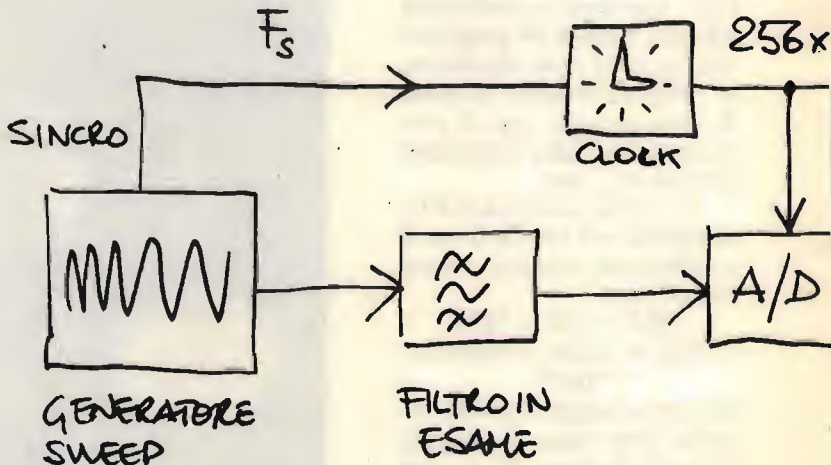 Fs
256x
SINCRO
CLOCK
A/D
GENERATORE
SWEEP
FILTRO IN
ESAME